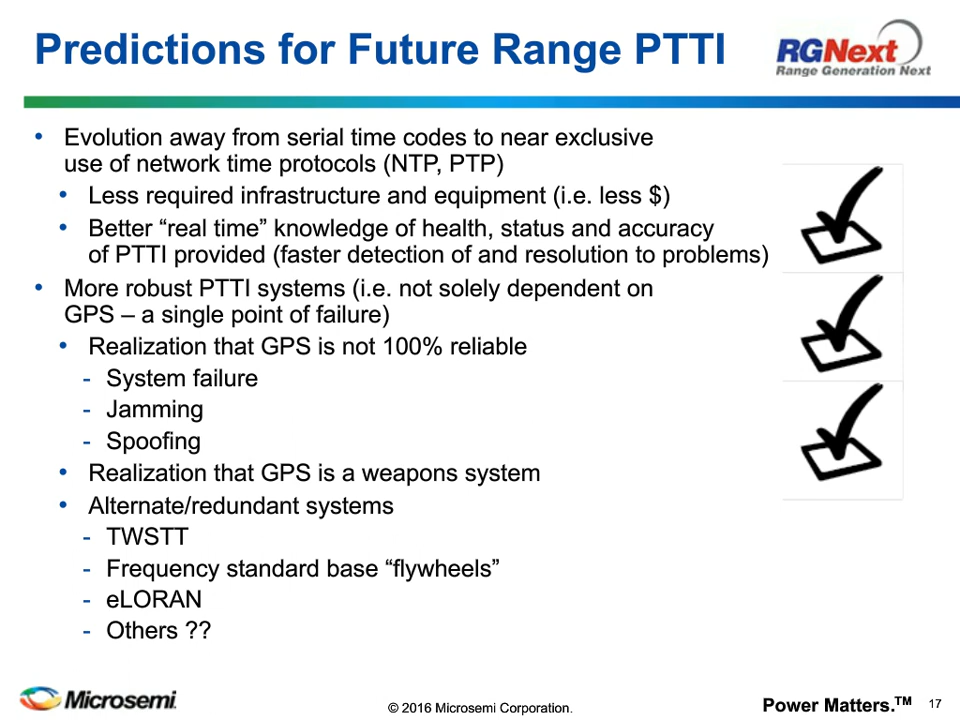 Predictions for Future Range PTTI
RGNext
Range Generation Next
• Evolution away from serial time codes to near exclusive
use of network time protocols (NTP, PTP)
• Less required infrastructure and equipment (i.e. less $)
• Better “real time” knowledge of health, status and accuracy
of PTTI provided (faster detection of and resolution to problems)
• More robust PTTI systems (i.e. not solely dependent on
GPS – a single point of failure)
• Realization that GPS is not 100% reliable
- System failure
- Jamming
- Spoofing
• Realization that GPS is a weapons system
• Alternate/redundant systems
- TWSTT
- Frequency standard base “flywheels”
- eLORAN
- Others ??
Microsemi.
© 2016 Microsemi Corporation.
Power Matters.™
17